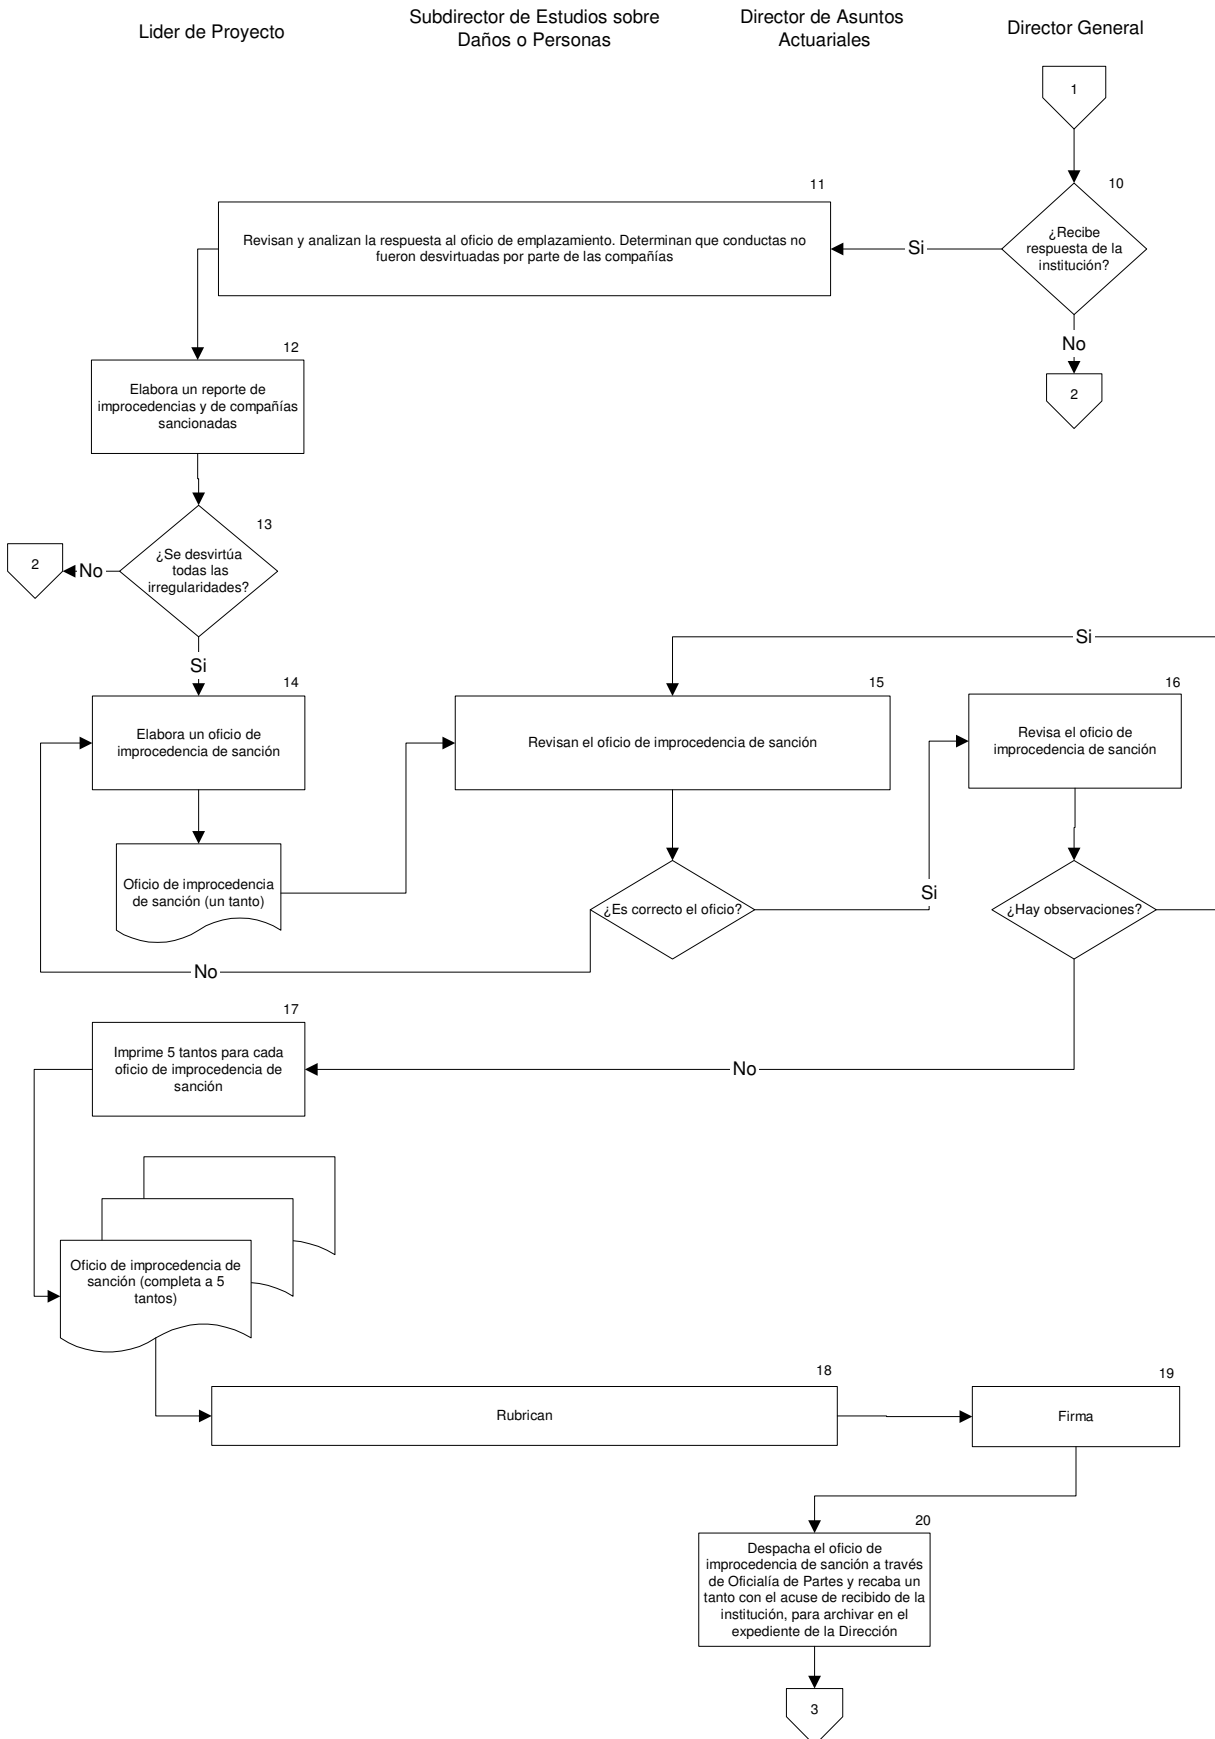 Lider de Proyecto
Subdirector de Estudios sobre
Daños o Personas
Director de Asuntos
Actuariales
Director General
1
10
¿Recibe
respuesta de la
institución?
Si
No
2
11
Revisan y analizan la respuesta al oficio de emplazamiento. Determinan que conductas no
fueron desvirtuadas por parte de las compañías
12
Elabora un reporte de
improcedencias y de compañías
sancionadas
13
¿Se desvirtúa
todas las
irregularidades?
No
2
Si
14
Elabora un oficio de
improcedencia de sanción
Oficio de improcedencia
de sanción (un tanto)
15
Revisan el oficio de improcedencia de sanción
¿Es correcto el oficio?
No
Si
16
Revisa el oficio de
improcedencia de sanción
¿Hay observaciones?
Si
No
17
Imprime 5 tantos para cada
oficio de improcedencia de
sanción
Oficio de improcedencia de
sanción (completa a 5
tantos)
18
Rubrican
19
Firma
20
Despacha el oficio de
improcedencia de sanción a través
de Oficialía de Partes y recaba un
tanto con el acuse de recibido de la
institución, para archivar en el
expediente de la Dirección
3